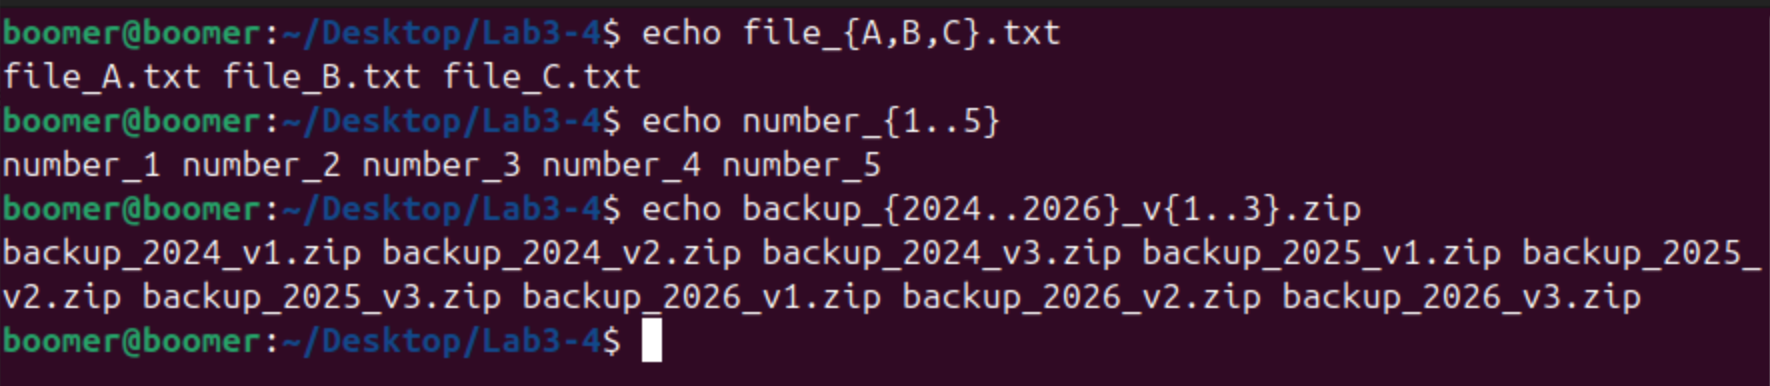 boomer@boomer:~/Desktop/Lab3-4$ echo file_{A,B,C}.txt
file_A.txt file_B.txt file_C.txt
boomer@boomer:~/Desktop/Lab3-4$ echo number_{1..5}
number_1 number_2 number_3 number_4 number_5
boomer@boomer:~/Desktop/Lab3-4$ echo backup_{2024..2026}_v{1..3}.zip
backup_2024_v1.zip backup_2024_v2.zip backup_2024_v3.zip backup_2025_v1.zip backup_2025_
v2.zip backup_2025_v3.zip backup_2026_v1.zip backup_2026_v2.zip backup_2026_v3.zip
boomer@boomer:~/Desktop/Lab3-4$